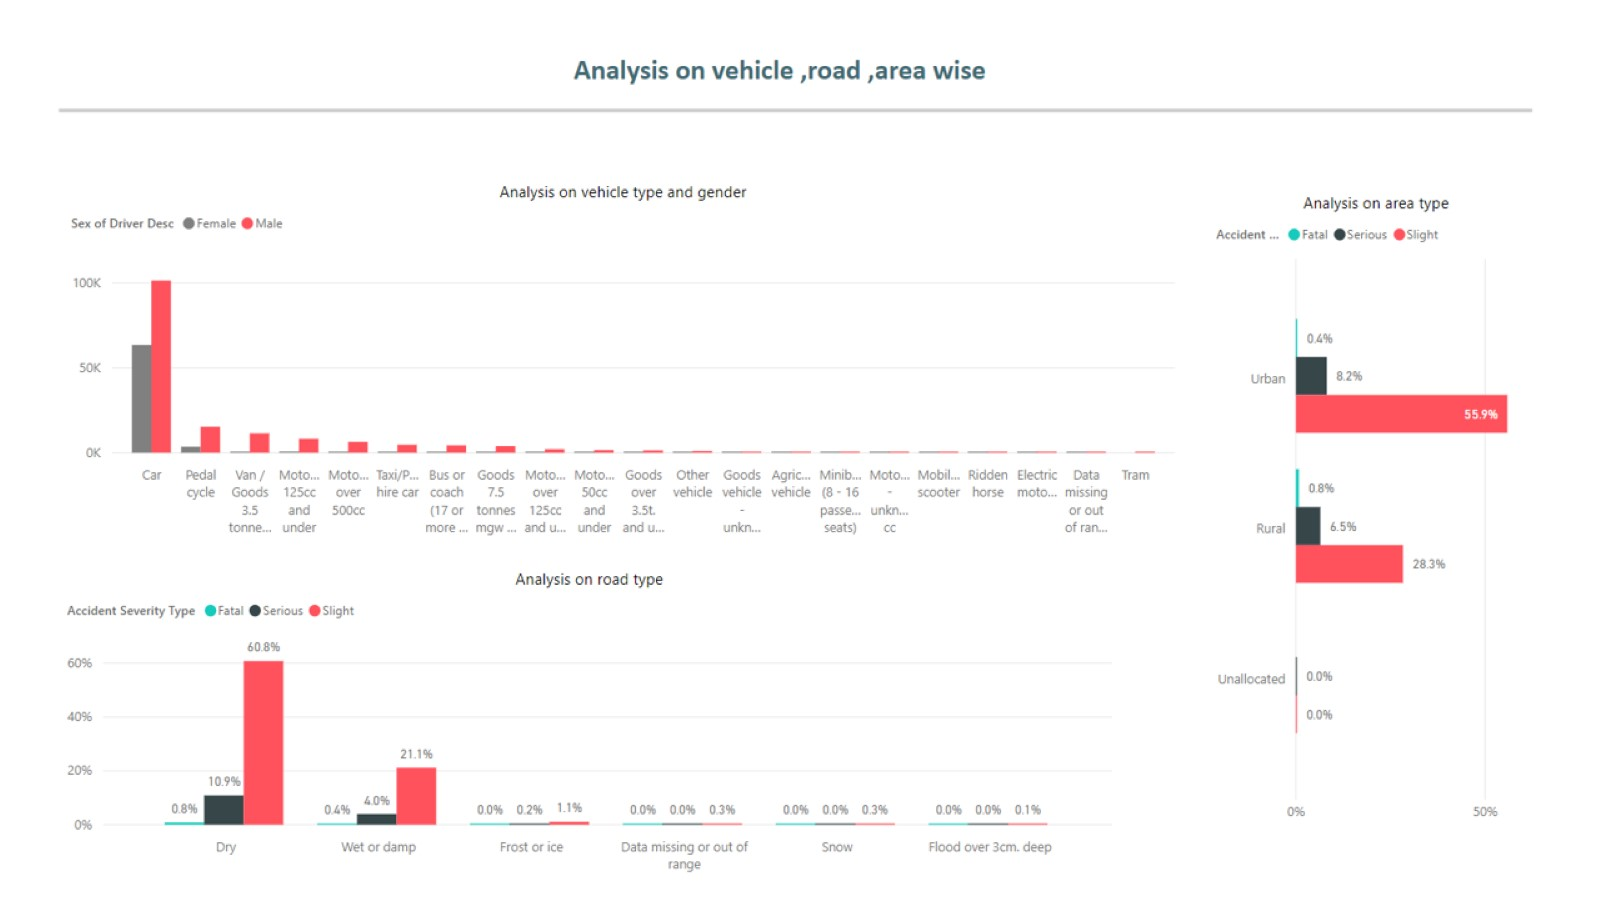 Analysis on vehicle ,road ,area wise
Analysis on vehicle type and gender
Sex of Driver Desc Female Male
100K
50K
0K
Car Pedal Van / Moto... Moto... Taxi/P... Bus or Goods Moto... Moto... Goods Other Goods Agric... Minib... Moto... Mobil... Ridden Electric Data Tram
cycle Goods 125cc over hire car coach 7.5 over 50cc over vehicle vehicle vehicle (8 - 16 - scooter horse moto... missing
3.5 and 500cc (17 or tonnes 125cc and 3.5t. - passe... unkn... or out
tonne... under more ... mgw ... and u... under and u... unkn... seats) cc of ran...
Analysis on road type
Accident Severity Type Fatal Serious Slight
60%
40%
20%
0%
0.8% 10.9% 60.8% 0.4% 4.0% 21.1% 0.0% 0.2% 1.1% 0.0% 0.0% 0.3% 0.0% 0.0% 0.3% 0.0% 0.0% 0.1%
Dry Wet or damp Frost or ice Data missing or out of Snow Flood over 3cm. deep
range
Analysis on area type
Accident ... Fatal Serious Slight
0.4%
Urban 8.2%
55.9%
0.8%
Rural 6.5%
28.3%
Unallocated 0.0%
0.0%
0% 50%